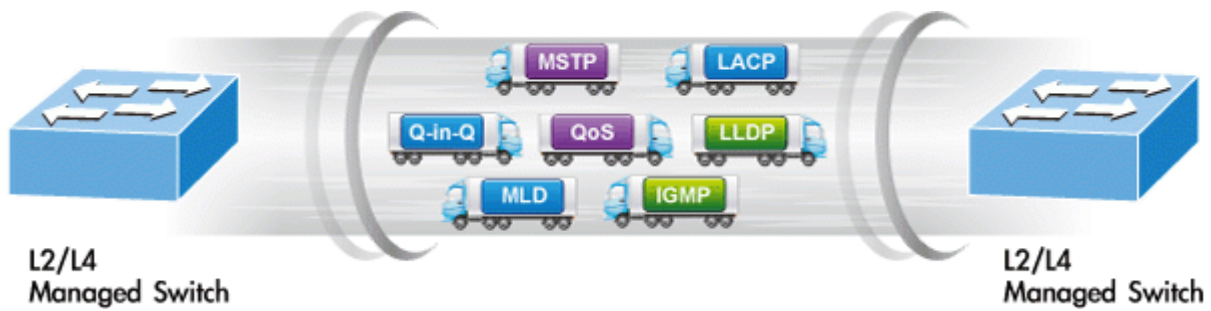 MSTP
LACP
Q-in-Q
QoS
LLDP
MLD
IGMP
L2/L4
Managed Switch
L2/L4
Managed Switch